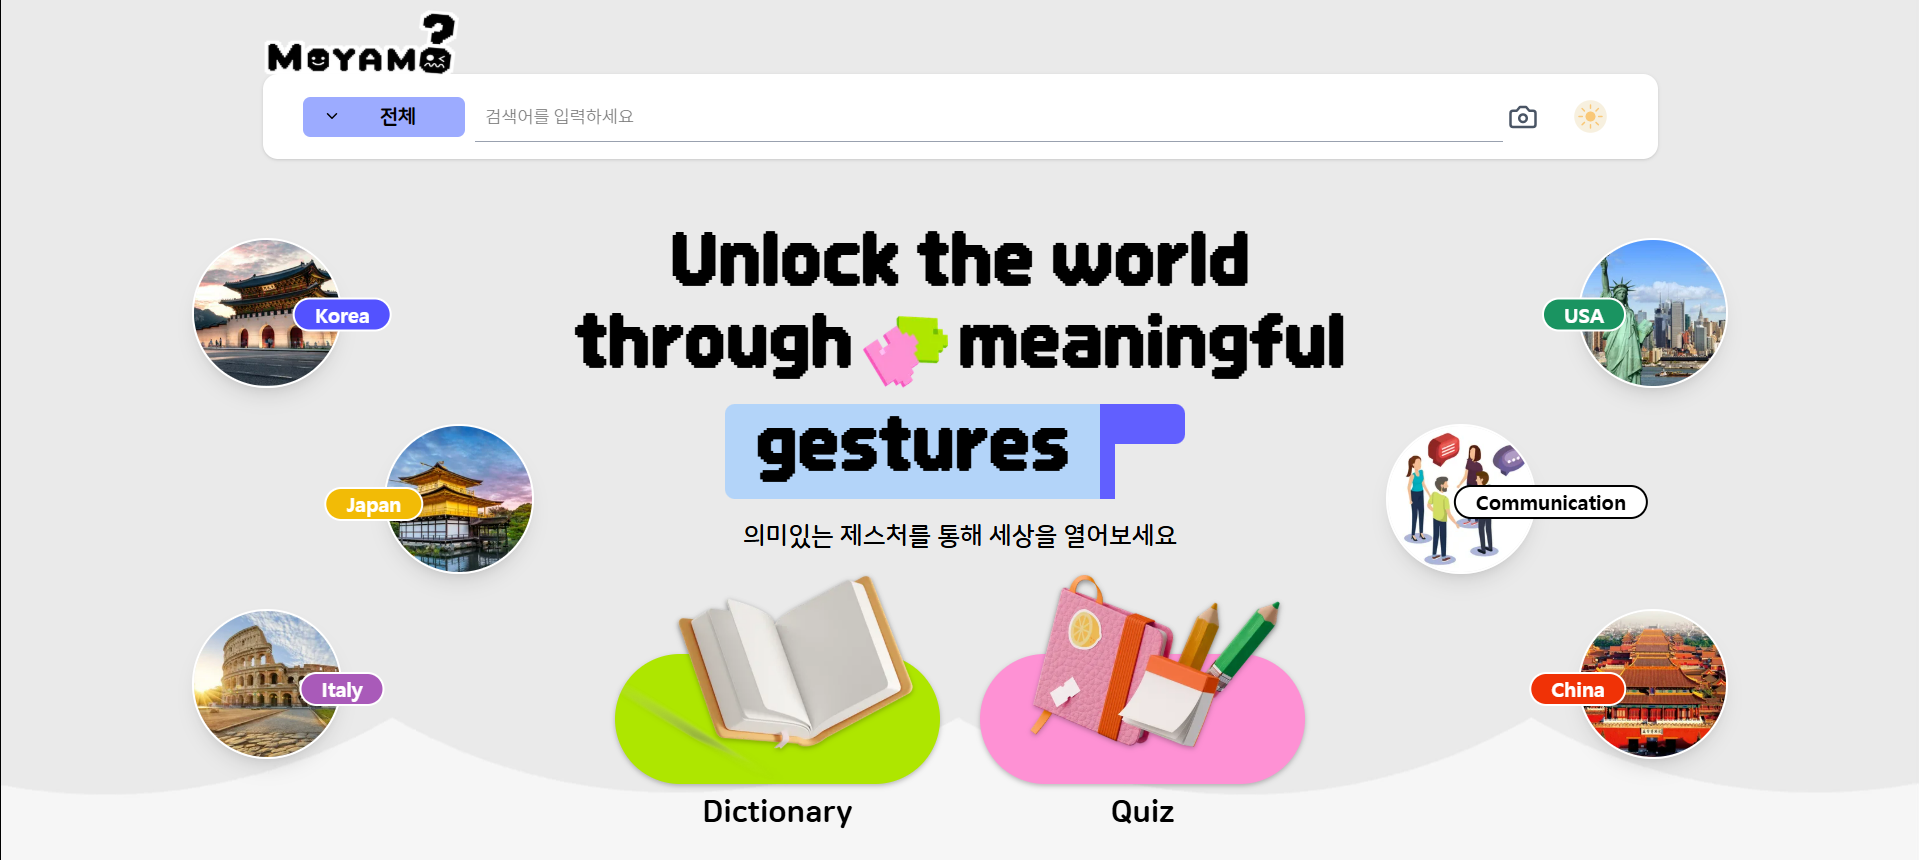 MOYAMO?
전체
검색어를 입력하세요
Unlock the world
through meaningful
gestures
의미있는 제스처를 통해 세상을 열어보세요
Korea
USA
Japan
Communication
Italy
China
Dictionary
Quiz